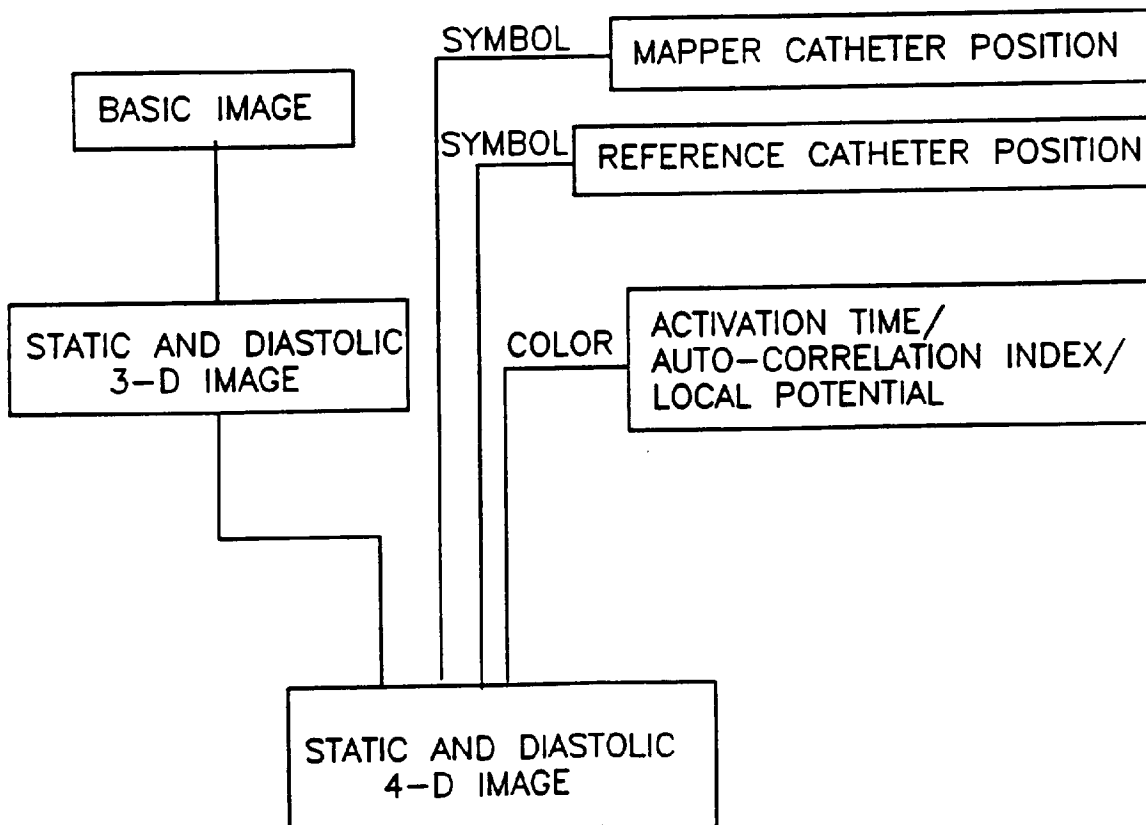 SYMBOL
MAPPER CATHETER POSITION
BASIC IMAGE
SYMBOL
REFERENCE CATHETER POSITION
STATIC AND DIASTOLIC
3-D IMAGE
COLOR
ACTIVATION TIME/
AUTO-CORRELATION INDEX/
LOCAL POTENTIAL
STATIC AND DIASTOLIC
4-D IMAGE